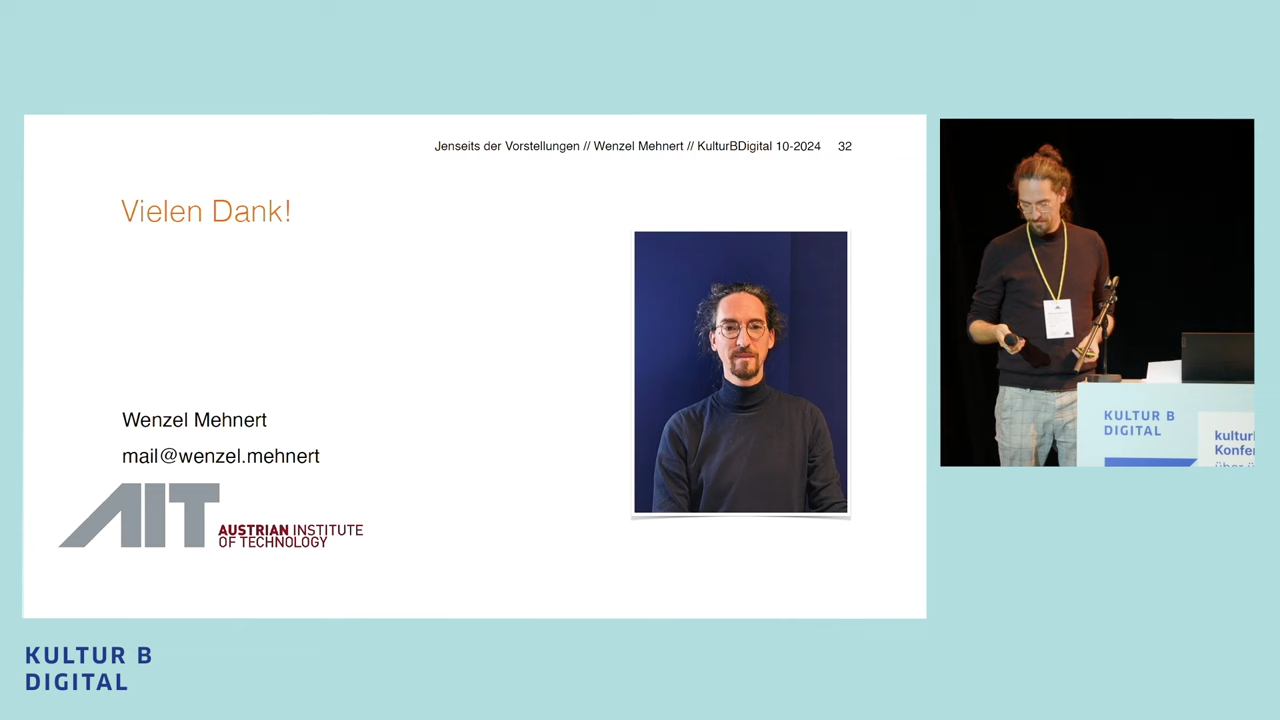 Jenseits der Vorstellungen // Wenzel Mehnert // KulturBDigital 10-2024 32
Vielen Dank!
Wenzel Mehnert
mail@wenzel.mehnert
AIT
AUSTRIAN INSTITUTE
OF TECHNOLOGY
KULTUR B
DIGITAL
kultur
Konfer
KULTUR B
DIGITAL